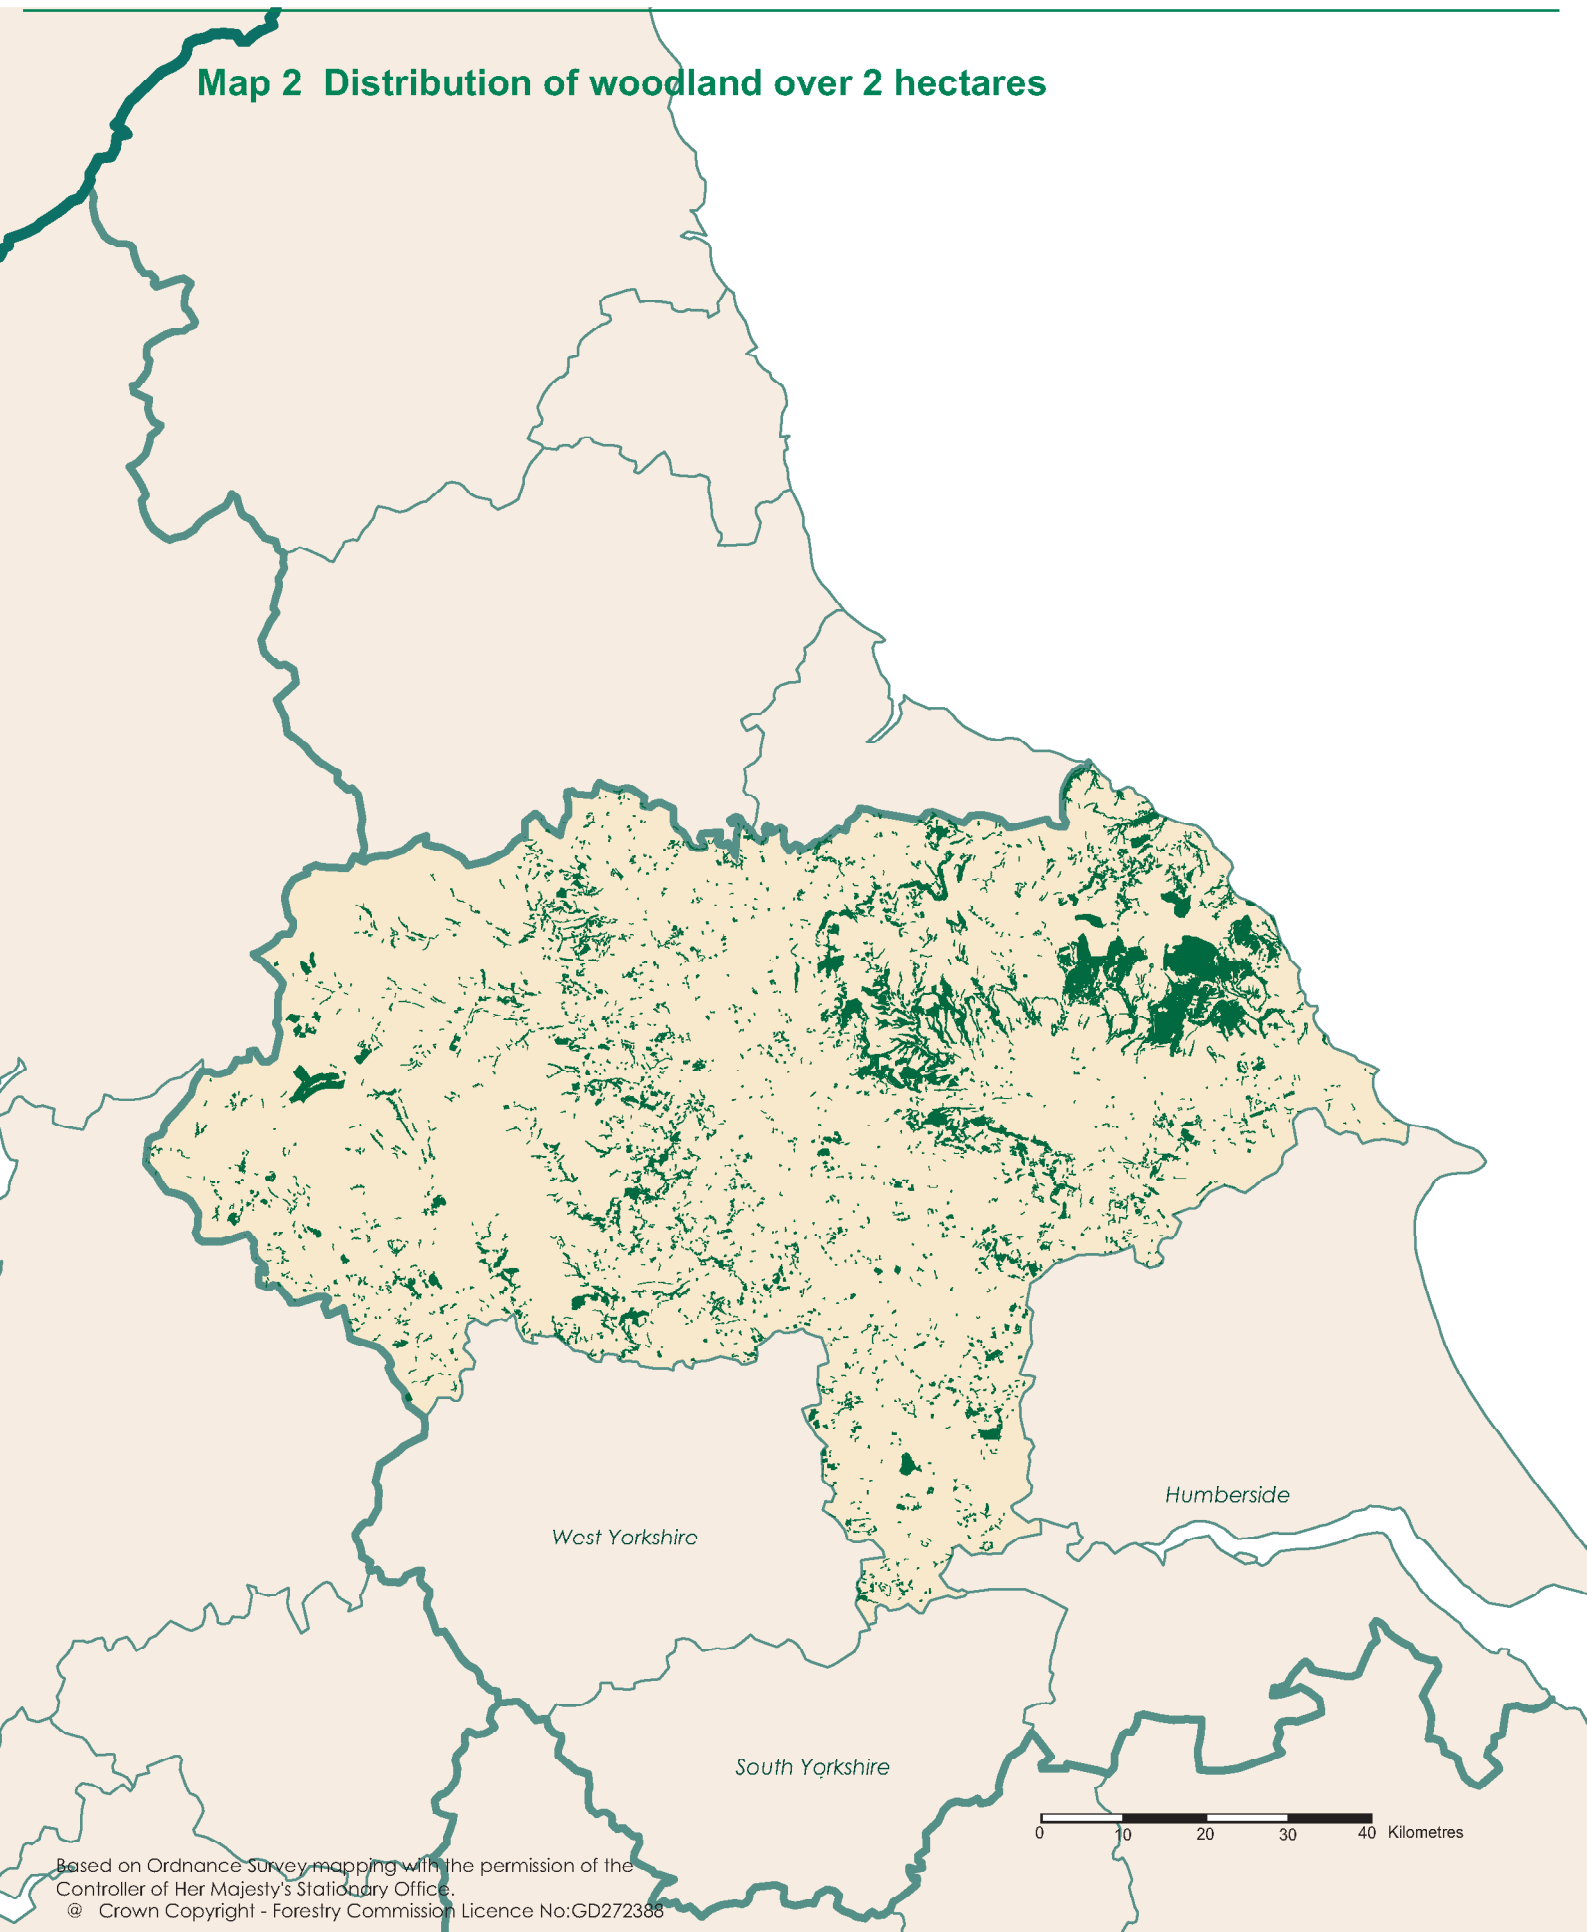 Map 2  Distribution of woodland over 2 hectares
Humberside
West Yorkshire
South Yorkshire
0 10 20 30 40 Kilometres
Based on Ordnance Survey mapping with the permission of the
Controller of Her Majesty's Stationary Office.
@ Crown Copyright - Forestry Commission Licence No:GD272388